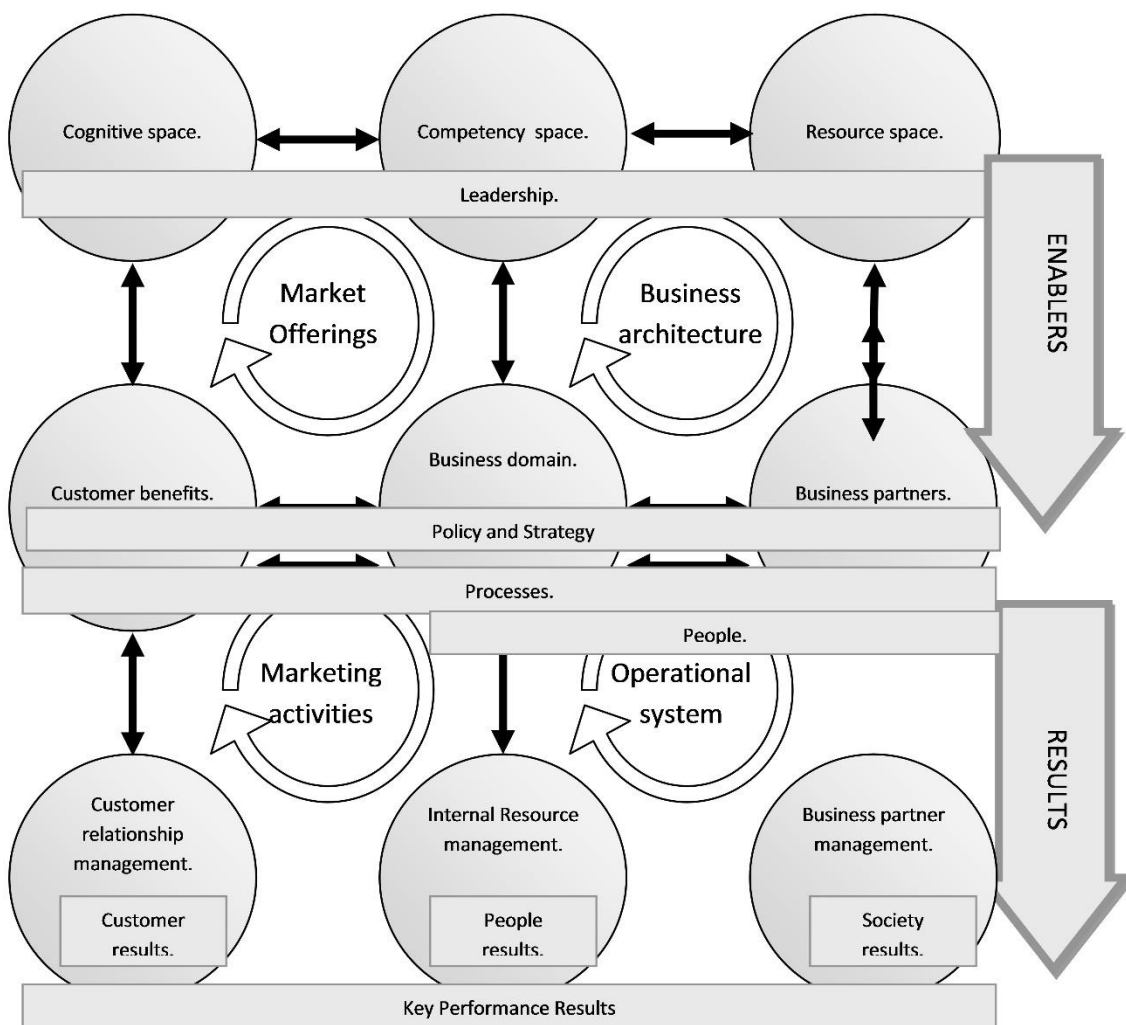 Cognitive space.
Competency space.
Resource space.
Leadership.
ENABLERS
Market
Offerings
Business
architecture
Customer benefits.
Business domain.
Business partners.
Policy and Strategy
Processes.
People.
Marketing
activities
Operational
system
RESULTS
Customer
relationship
management.
Internal Resource
management.
Business partner
management.
Customer
results.
People
results.
Society
results.
Key Performance Results